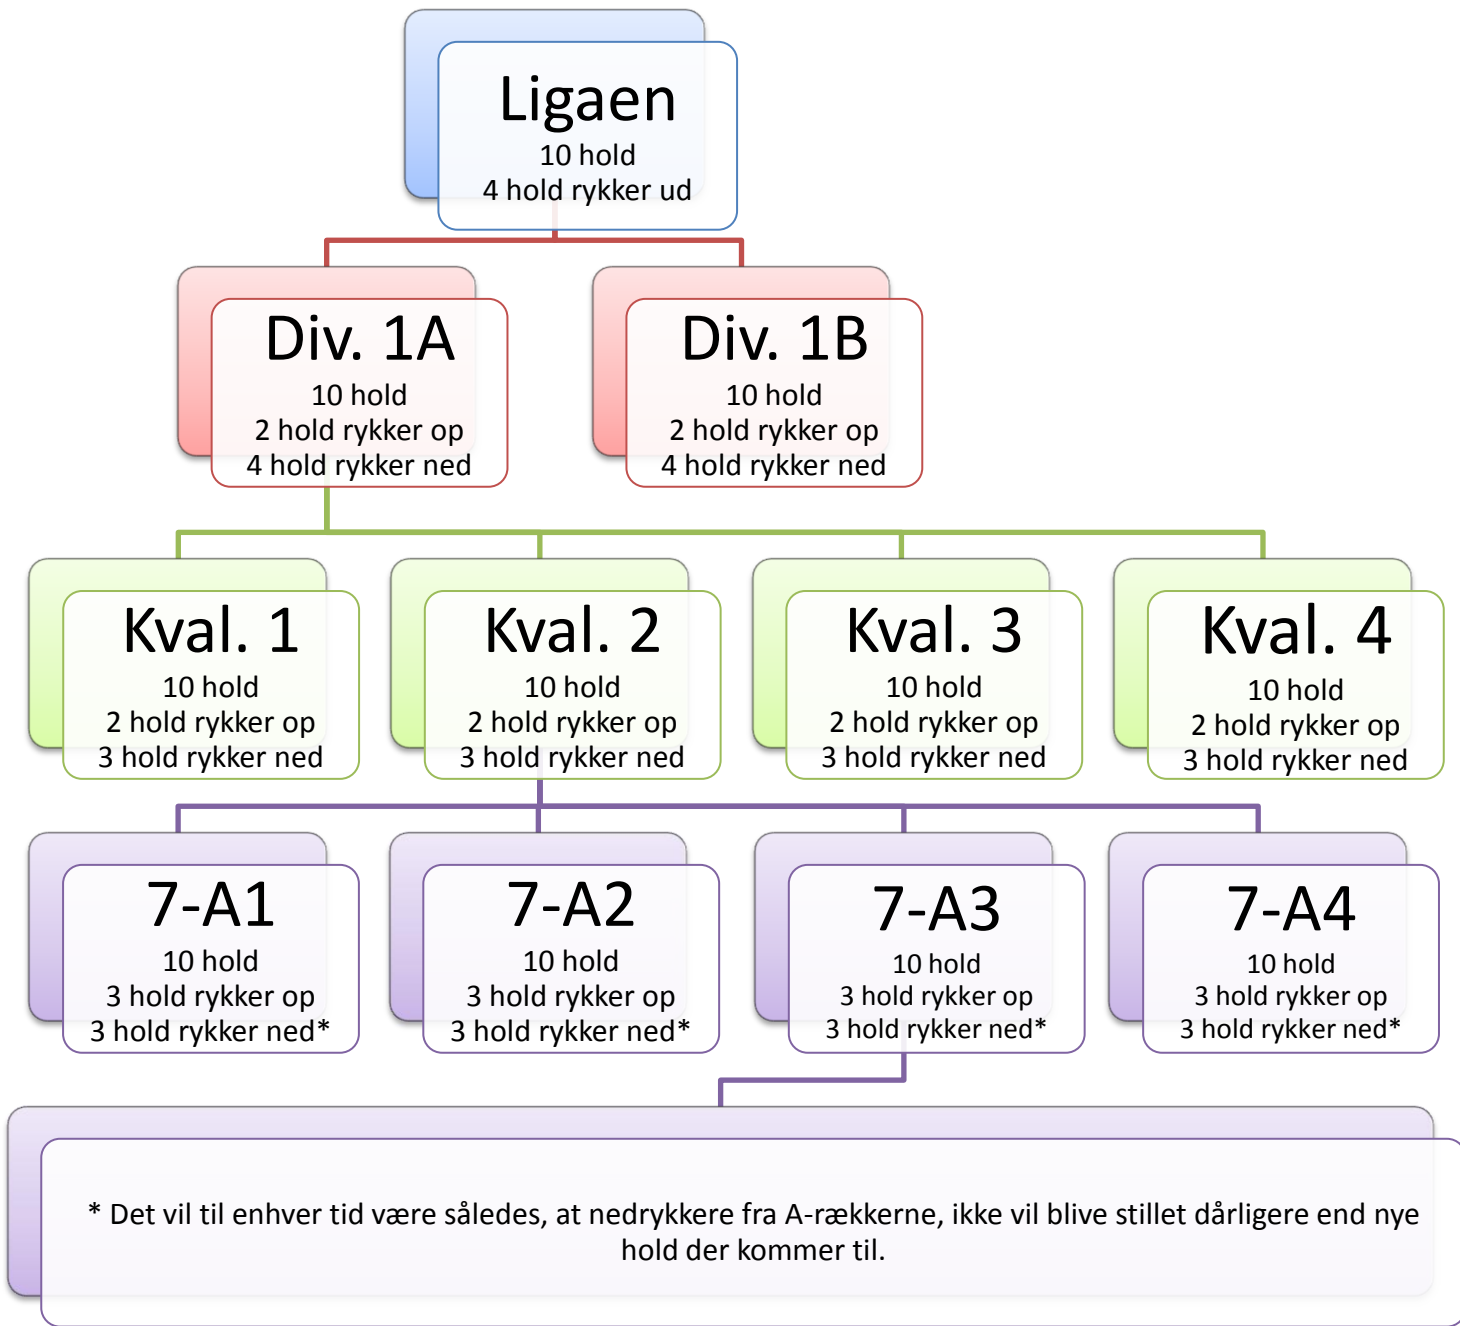 Ligaen
10 hold
4 hold rykker ud
Div. 1A
10 hold
2 hold rykker op
4 hold rykker ned
Div. 1B
10 hold
2 hold rykker op
4 hold rykker ned
Kval. 1
10 hold
2 hold rykker op
3 hold rykker ned
Kval. 2
10 hold
2 hold rykker op
3 hold rykker ned
Kval. 3
10 hold
2 hold rykker op
3 hold rykker ned
Kval. 4
10 hold
2 hold rykker op
3 hold rykker ned
7-A1
10 hold
3 hold rykker op
3 hold rykker ned*
7-A2
10 hold
3 hold rykker op
3 hold rykker ned*
7-A3
10 hold
3 hold rykker op
3 hold rykker ned*
7-A4
10 hold
3 hold rykker op
3 hold rykker ned*
* Det vil til enhver tid være således, at nedrykkere fra A-rækkerne, ikke vil blive stillet dårligere end nye
hold der kommer til.